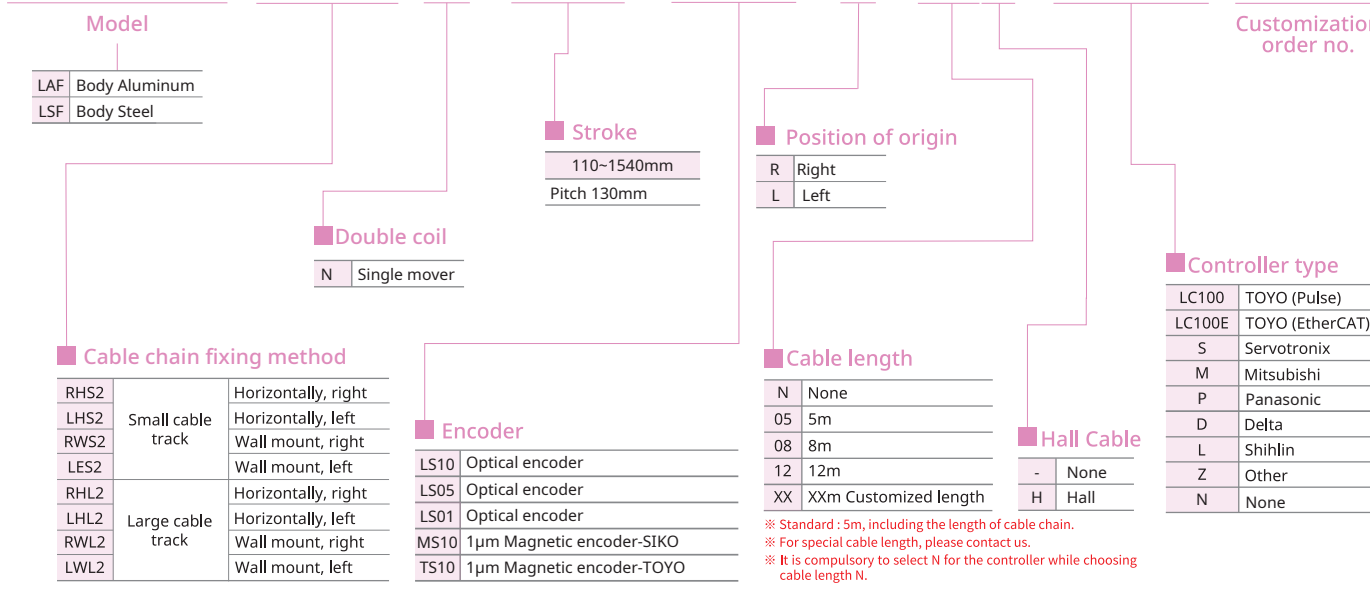 Model
LAF Body Aluminum
LSF Body Steel
Customization
order no.
Stroke
110~1540mm
Pitch 130mm
Position of origin
R Right
L Left
Double coil
N Single mover
Controller type
LC100 TOYO (Pulse)
LC100E TOYO (EtherCAT)
S Servotronix
M Mitsubishi
P Panasonic
D Delta
L Shihlin
Z Other
N None
Cable chain fixing method
RHS2 Small cable track Horizontally, right
LHS2 Horizontally, left
RWS2 Wall mount, right
LES2 Wall mount, left
RHL2 Large cable track Horizontally, right
LHL2 Horizontally, left
RWL2 Wall mount, right
LWL2 Wall mount, left
Encoder
LS10 Optical encoder
LS05 Optical encoder
LS01 Optical encoder
MS10 1μm Magnetic encoder-SIKO
TS10 1μm Magnetic encoder-TOYO
Cable length
N None
05 5m
08 8m
12 12m
XX XXm Customized length
※ Standard : 5m, including the length of cable chain.
※ For special cable length, please contact us.
※ It is compulsory to select N for the controller while choosing
cable length N.
Hall Cable
- None
H Hall